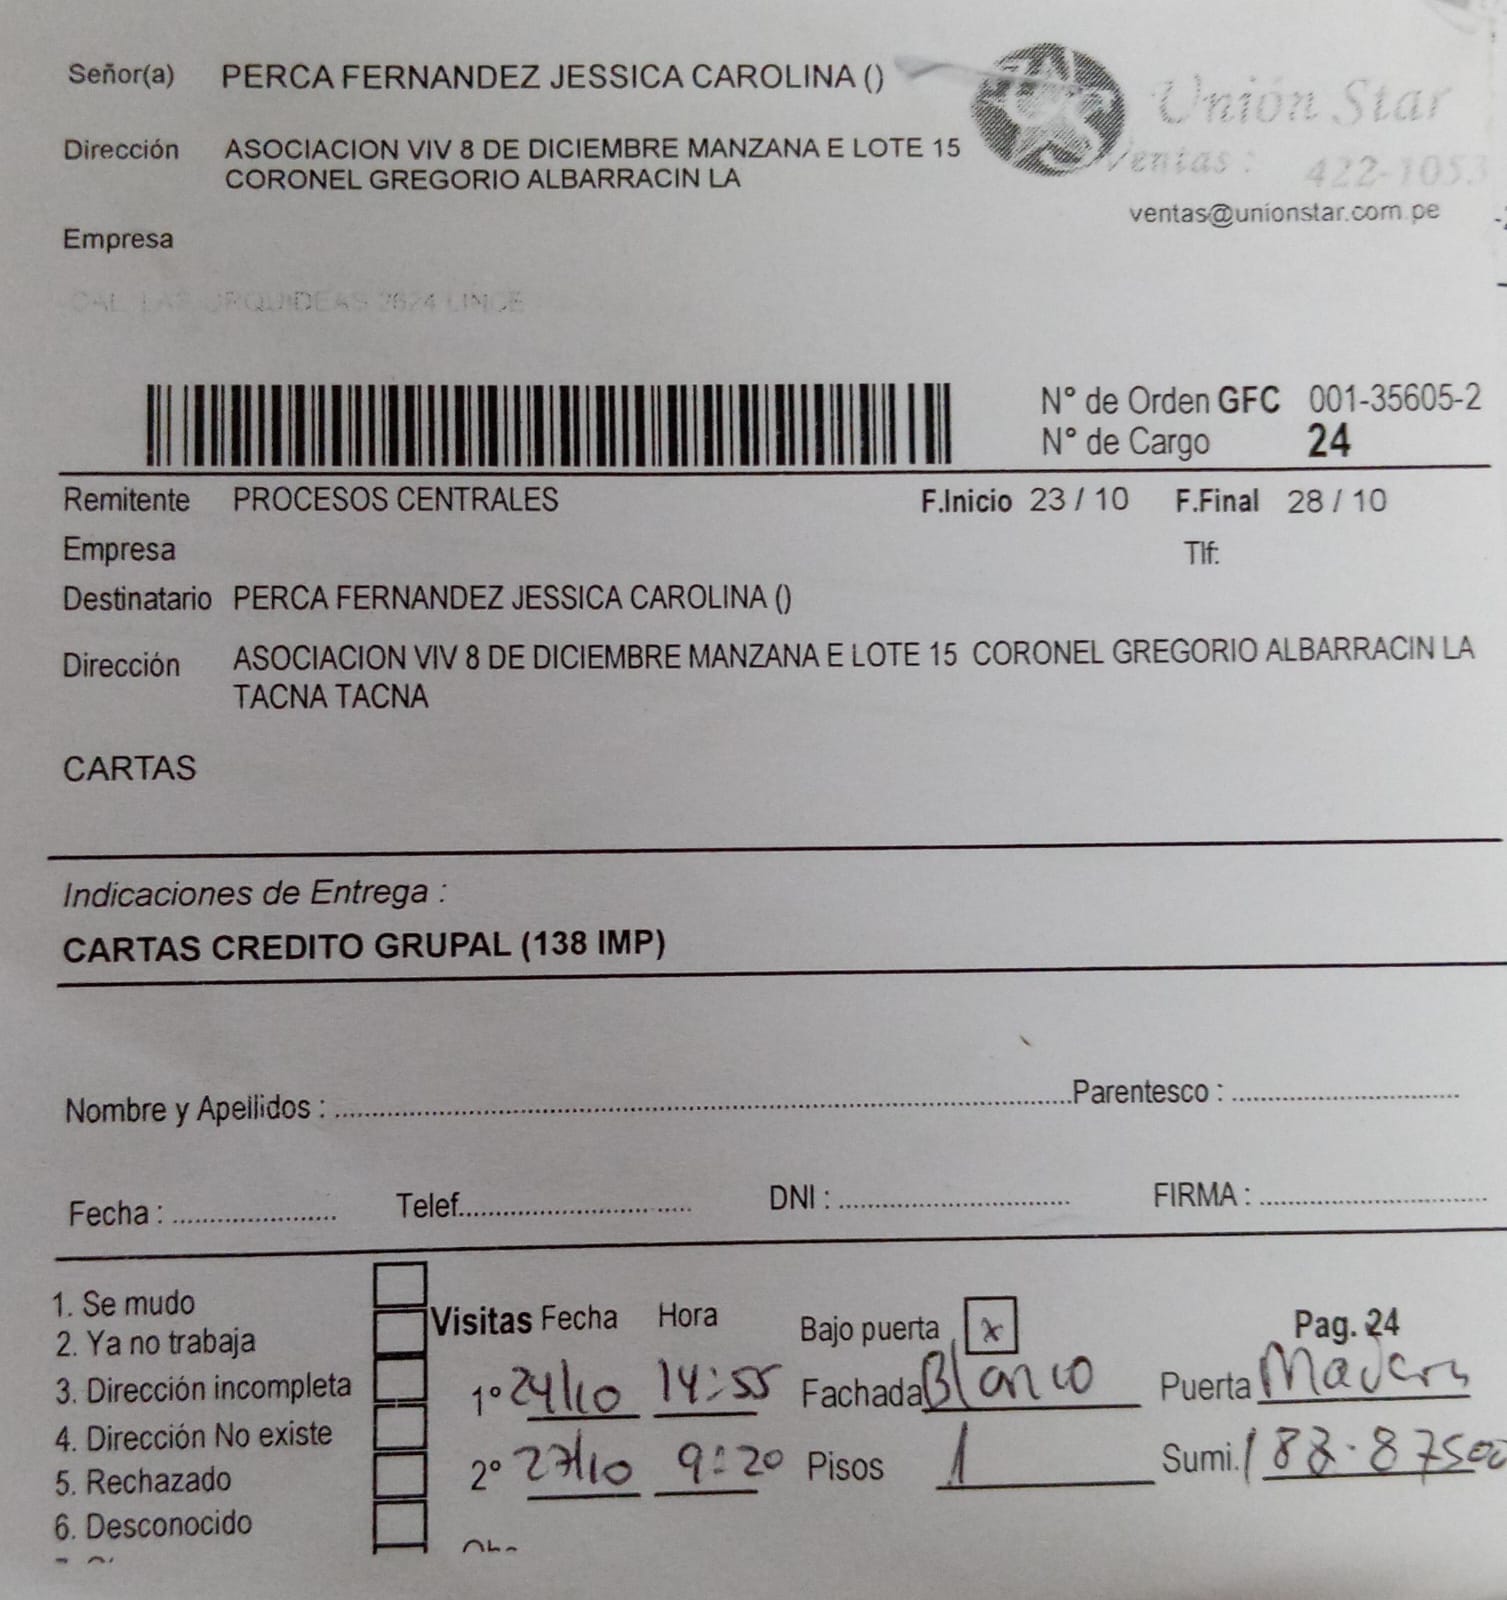 Señor(a) PERCA FERNANDEZ JESSICA CAROLINA ()
Unión Star
Dirección ASOCIACION VIV 8 DE DICIEMBRE MANZANA E LOTE 15
CORONEL GREGORIO ALBARRACIN LA
Ventas : 422-1053
ventas@unionstar.com.pe
Empresa
CAL. LAS ORQUIDEAS 2624 LINCE
N° de Orden GFC 001-35605-2
N° de Cargo 24
Remitente PROCESOS CENTRALES F.Inicio 23 / 10 F.Final 28 / 10
Empresa Tlf:
Destinatario PERCA FERNANDEZ JESSICA CAROLINA ()
Dirección ASOCIACION VIV 8 DE DICIEMBRE MANZANA E LOTE 15 CORONEL GREGORIO ALBARRACIN LA
TACNA TACNA
CARTAS
Indicaciones de Entrega :
CARTAS CREDITO GRUPAL (138 IMP)
Nombre y Apellidos : Parentesco :
Fecha : Telef. DNI : FIRMA :
1. Se mudo
2. Ya no trabaja
3. Dirección incompleta
4. Dirección No existe
5. Rechazado
6. Desconocido
Visitas Fecha Hora
1° 24/10 14:55
2° 27/10 9:20
Bajo puerta x
Fachada Blanco
Pisos 1
Pag. 24
Puerta Madera
Sumi.